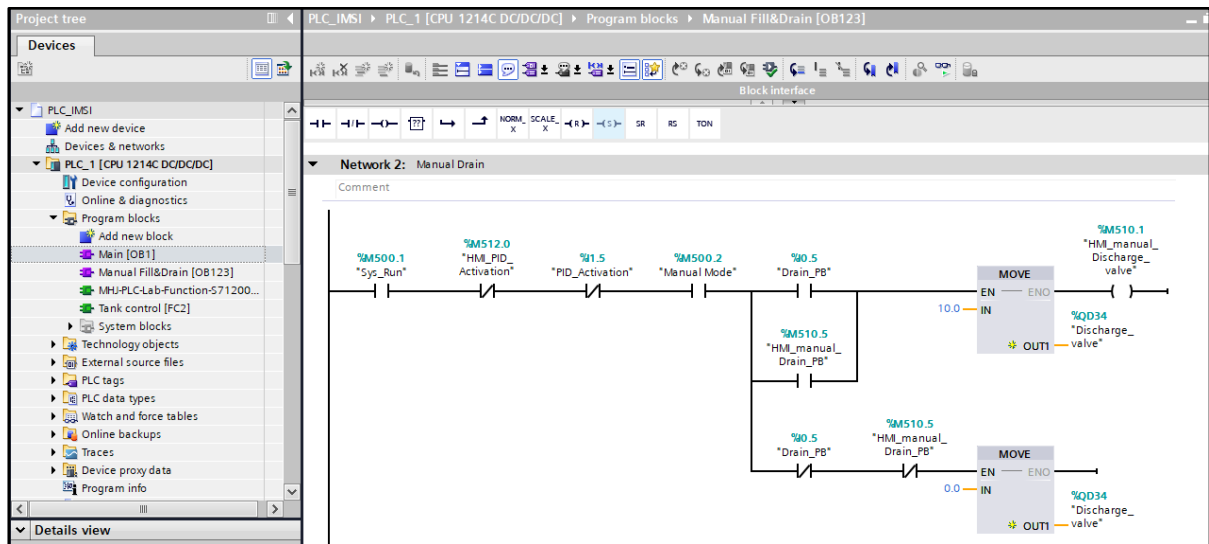 Project tree
PLC_IMSI ▸ PLC_1 [CPU 1214C DC/DC/DC] ▸ Program blocks ▸ Manual Fill&Drain [OB123]
Devices
Block interface
PLC_IMSI
Add new device
Devices & networks
PLC_1 [CPU 1214C DC/DC/DC]
Device configuration
Online & diagnostics
Program blocks
Add new block
Main [OB1]
Manual Fill&Drain [OB123]
MHJ-PLC-Lab-Function-S71200...
Tank control [FC2]
System blocks
Technology objects
External source files
PLC tags
PLC data types
Watch and force tables
Online backups
Traces
Device proxy data
Program info
Details view
??
NORM_
X
SCALE_
X
R
S
SR
RS
TON
Network 2: Manual Drain
Comment
%M500.1
"Sys_Run"
%M512.0
"HMI_PID_
Activation"
%I1.5
"PID_Activation"
%M500.2
"Manual Mode"
%I0.5
"Drain_PB"
MOVE
EN
ENO
10.0
IN
OUT1
%QD34
"Discharge_
valve"
%M510.1
"HMI_manual_
Discharge_
valve"
%M510.5
"HMI_manual_
Drain_PB"
%I0.5
"Drain_PB"
%M510.5
"HMI_manual_
Drain_PB"
MOVE
EN
ENO
0.0
IN
OUT1
%QD34
"Discharge_
valve"